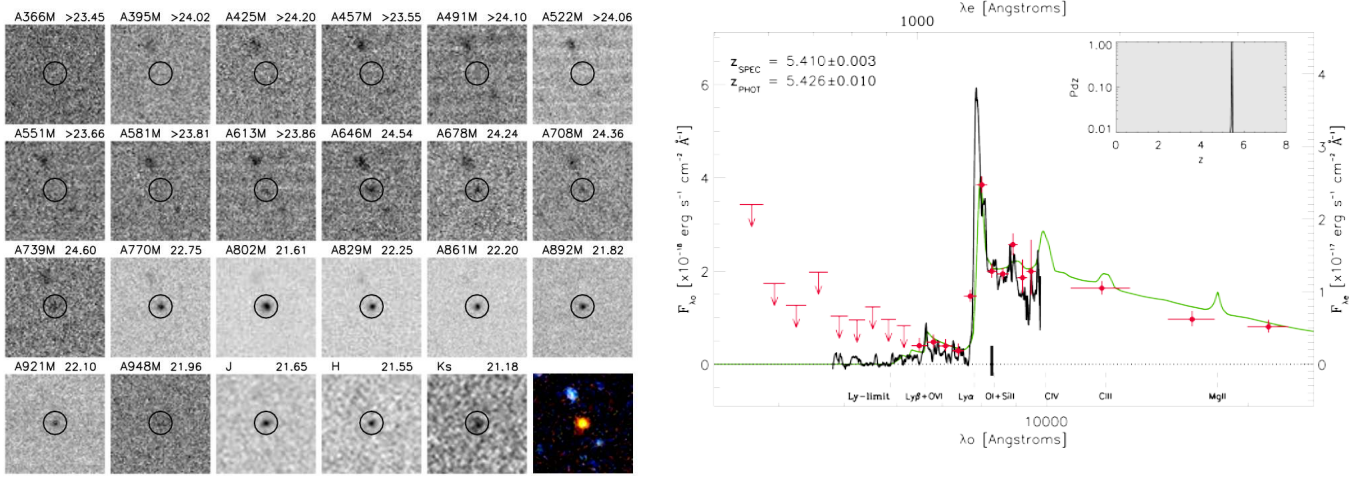 A366M >23.45 A395M >24.02 A425M >24.20 A457M >23.55 A491M >24.10 A522M >24.06
A551M >23.66 A581M >23.81 A613M >23.86 A646M 24.54 A678M 24.24 A708M 24.36
A739M 24.60 A770M 22.75 A802M 21.61 A829M 22.25 A861M 22.20 A892M 21.82
A921M 22.10 A948M 21.96 J 21.65 H 21.55 Ks 21.18
λe [Angstroms]
1000
z_SPEC = 5.410±0.003
z_PHOT = 5.426±0.010
Pdz
1.00
0.10
0.01
0 2 4 6 8
z
F_λo [x10⁻¹⁸ erg s⁻¹ cm⁻² Å⁻¹]
6
4
2
0
4
3
2
1
0
F_λe [x10⁻¹⁷ erg s⁻¹ cm⁻² Å⁻¹]
Ly-limit Lyβ+OVI Lyα OI+SiII CIV CIII MgII
10000
λo [Angstroms]